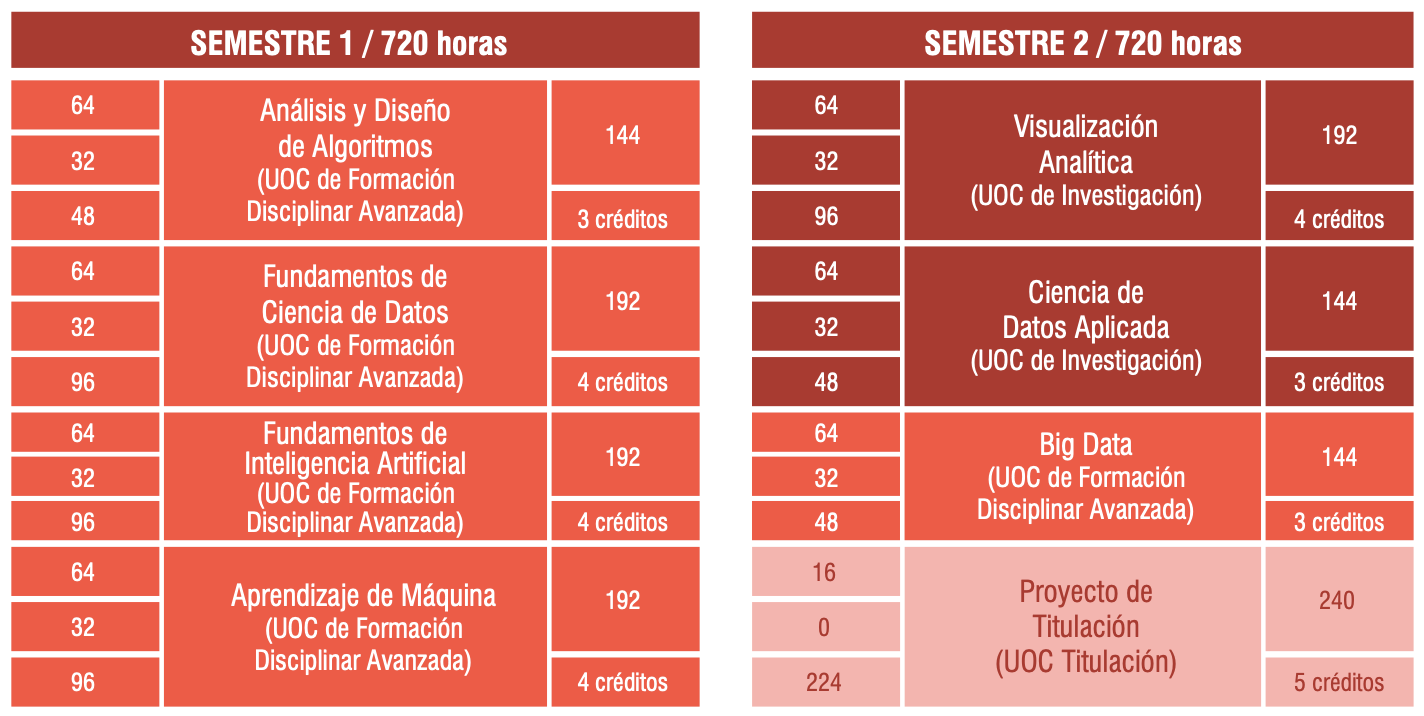 SEMESTRE 1 / 720 horas
64
32
48
Análisis y Diseño
de Algoritmos
(UOC de Formación
Disciplinar Avanzada)
144
3 créditos
64
32
96
Fundamentos de
Ciencia de Datos
(UOC de Formación
Disciplinar Avanzada)
192
4 créditos
64
32
96
Fundamentos de
Inteligencia Artificial
(UOC de Formación
Disciplinar Avanzada)
192
4 créditos
64
32
96
Aprendizaje de Máquina
(UOC de Formación
Disciplinar Avanzada)
192
4 créditos
SEMESTRE 2 / 720 horas
64
32
96
Visualización
Analítica
(UOC de Investigación)
192
4 créditos
64
32
48
Ciencia de
Datos Aplicada
(UOC de Investigación)
144
3 créditos
64
32
48
Big Data
(UOC de Formación
Disciplinar Avanzada)
144
3 créditos
16
0
224
Proyecto de
Titulación
(UOC Titulación)
240
5 créditos